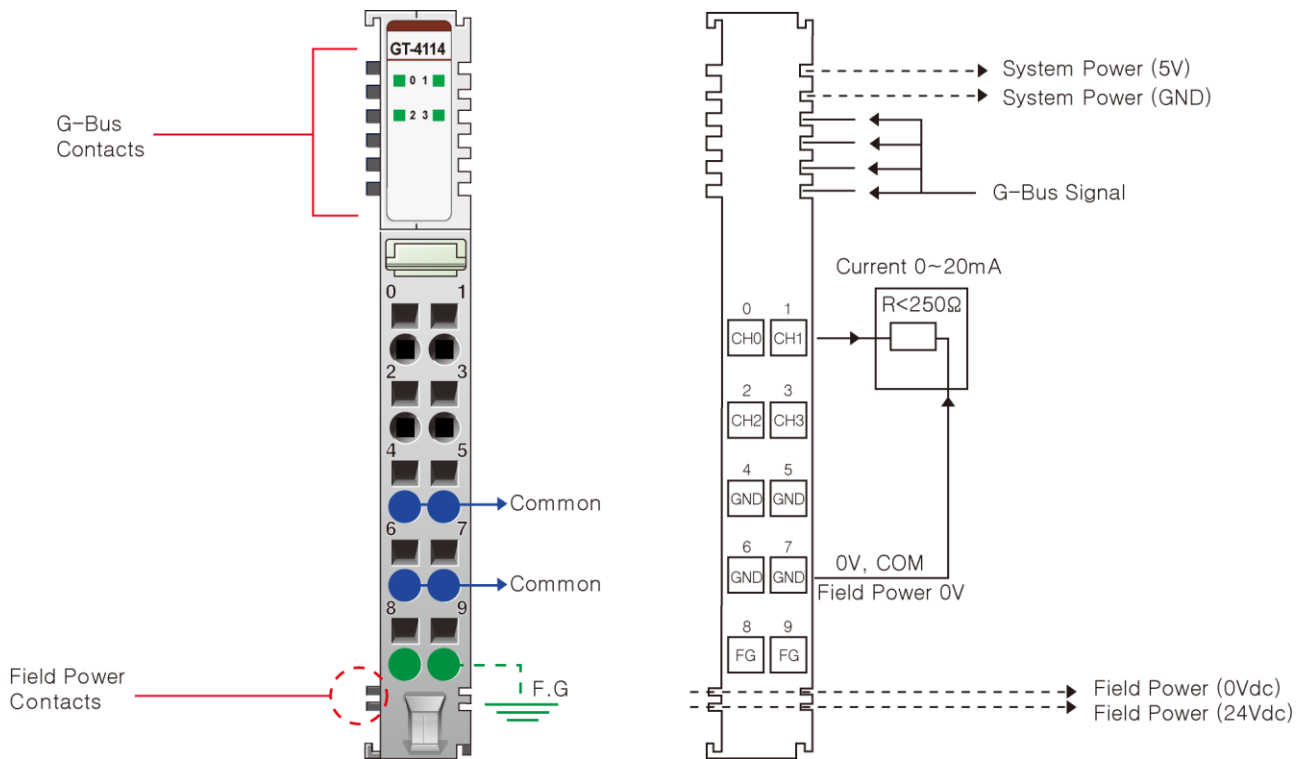 GT-4114
0 1
2 3
G-Bus
Contacts
0 1
2 3
4 5
Common
6 7
Common
8 9
Field Power
Contacts
F.G
System Power (5V)
System Power (GND)
G-Bus Signal
Current 0~20mA
R<250Ω
0 1
CH0 CH1
2 3
CH2 CH3
4 5
GND GND
6 7
GND GND
0V, COM
Field Power 0V
8 9
FG FG
Field Power (0Vdc)
Field Power (24Vdc)